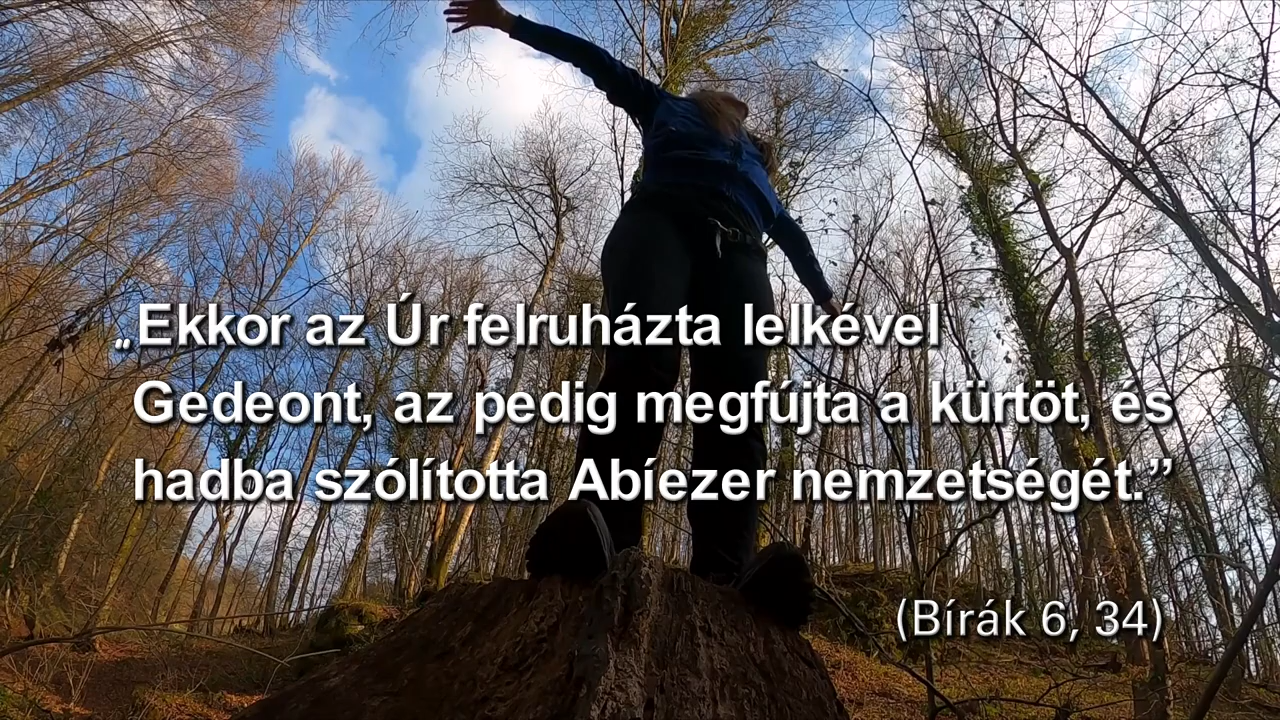 „Ekkor az Úr felruházta lelkével
Gedeont, az pedig megfújta a kürtöt, és
hadba szólította Abíezer nemzetségét.”
(Bírák 6, 34)